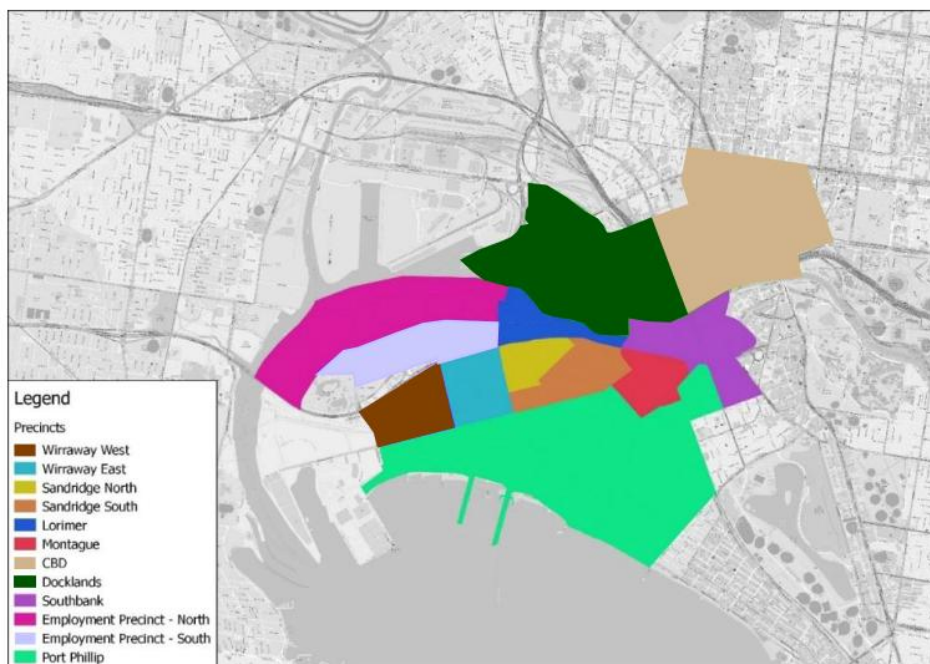 Legend
Precincts
Wirraway West
Wirraway East
Sandridge North
Sandridge South
Lorimer
Montague
CBD
Docklands
Southbank
Employment Precinct - North
Employment Precinct - South
Port Phillip